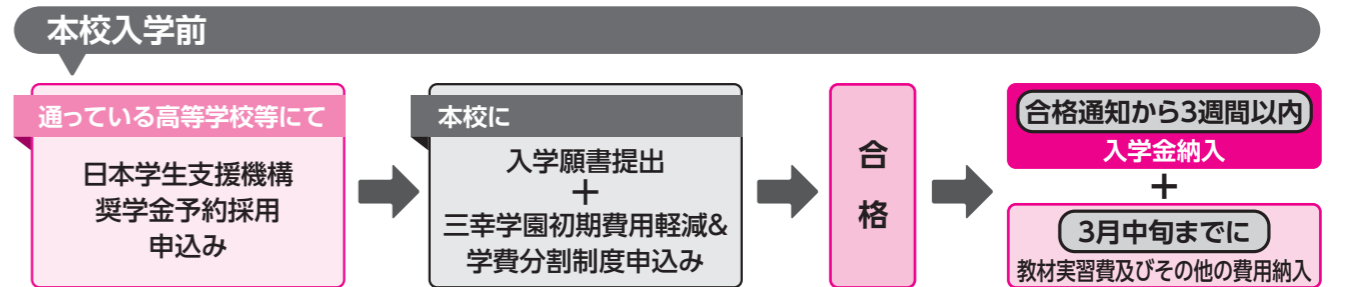 本校入学前
通っている高等学校等にて
日本学生支援機構
奨学金予約採用
申込み
本校に
入学願書提出
+
三幸学園初期費用軽減&
学費分割制度申込み
合
格
合格通知から3週間以内
入学金納入
+
3月中旬までに
教材実習費及びその他の費用納入